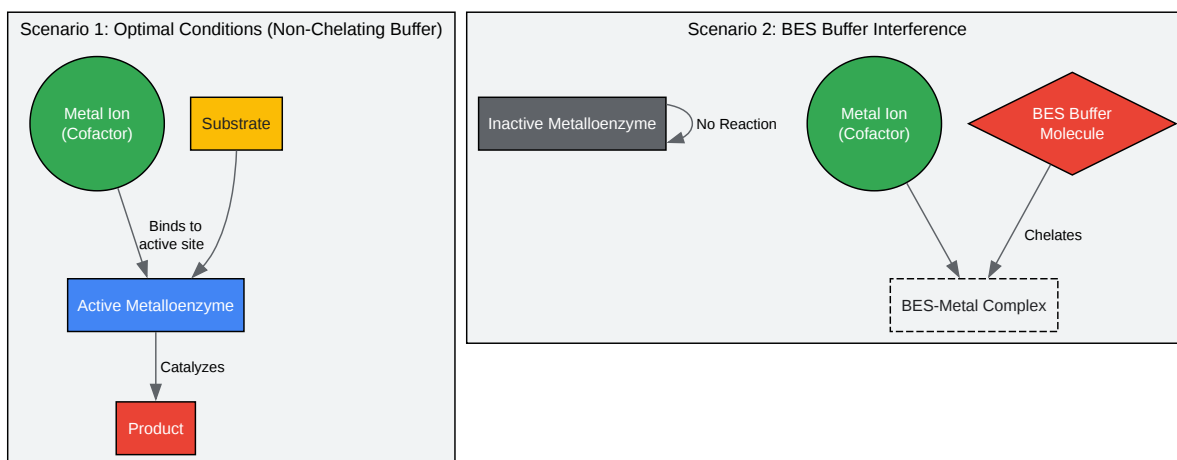 Scenario 1: Optimal Conditions (Non-Chelating Buffer)
Metal Ion
(Cofactor)
Substrate
Binds to
active site
Active Metalloenzyme
Catalyzes
Product
Scenario 2: BES Buffer Interference
Inactive Metalloenzyme
No Reaction
Metal Ion
(Cofactor)
BES Buffer
Molecule
Chelates
BES-Metal Complex